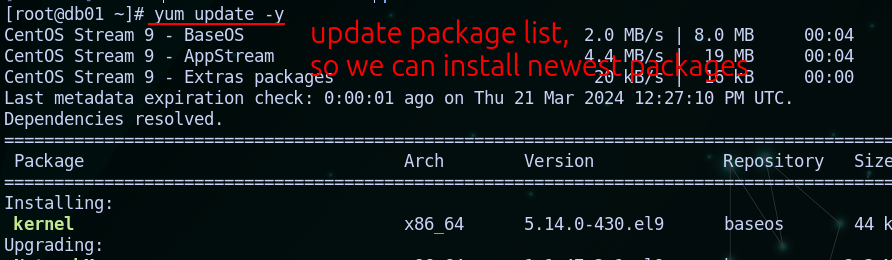 [root@db01 ~]# yum update -y
CentOS Stream 9 - BaseOS 2.0 MB/s | 8.0 MB 00:04
update package list,
CentOS Stream 9 - AppStream 4.4 MB/s | 19 MB 00:04
so we can install newest packages
CentOS Stream 9 - Extras packages 20 kB/s | 16 kB 00:00
Last metadata expiration check: 0:00:01 ago on Thu 21 Mar 2024 12:27:10 PM UTC.
Dependencies resolved.
Package Arch Version Repository Size
Installing:
kernel x86_64 5.14.0-430.el9 baseos 44 k
Upgrading: